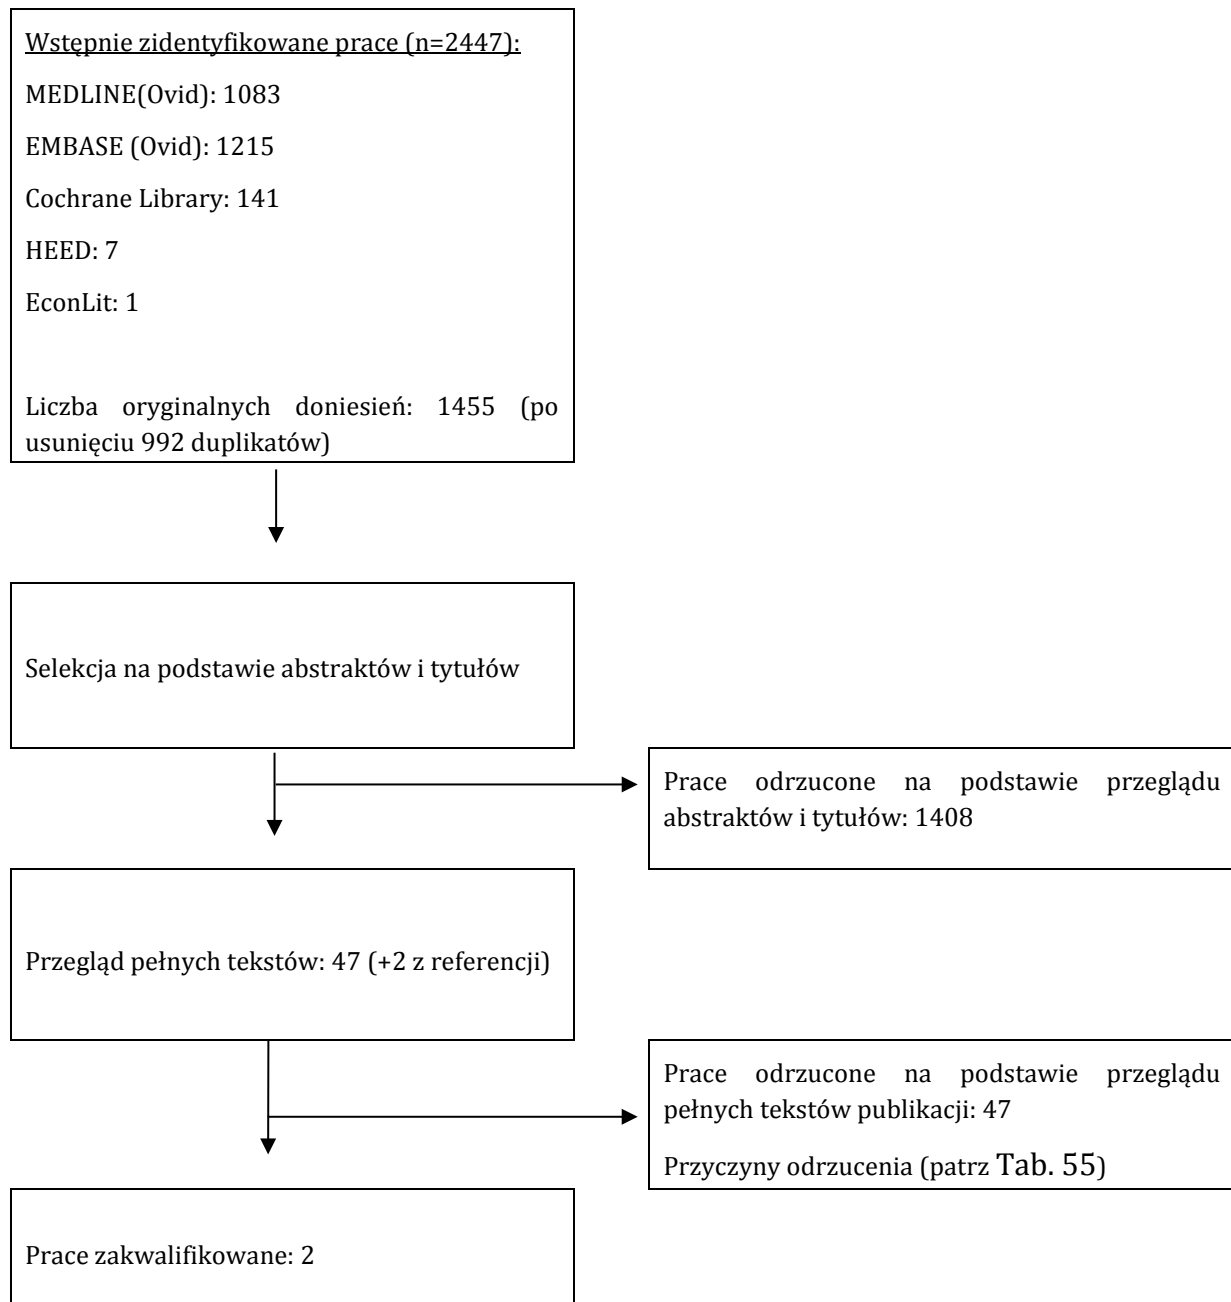 Wstępnie zidentyfikowane prace (n=2447):
MEDLINE(Ovid): 1083
EMBASE (Ovid): 1215
Cochrane Library: 141
HEED: 7
EconLit: 1
Liczba oryginalnych doniesień: 1455 (po
usunięciu 992 duplikatów)
Selekcja na podstawie abstraktów i tytułów
Prace odrzucone na podstawie przeglądu
abstraktów i tytułów: 1408
Przegląd pełnych tekstów: 47 (+2 z referencji)
Prace odrzucone na podstawie przeglądu
pełnych tekstów publikacji: 47
Przyczyny odrzucenia (patrz Tab. 55)
Prace zakwalifikowane: 2